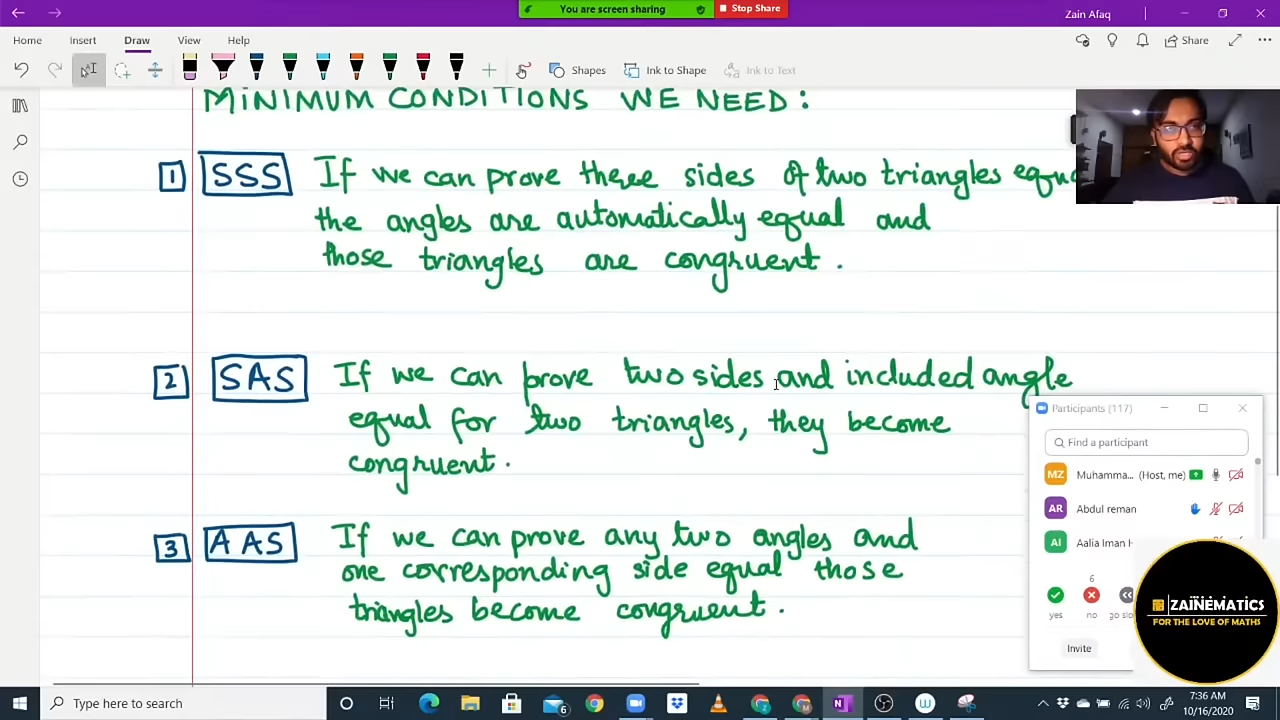 You are screen sharing
Stop Share
Zain Afaq
Home Insert Draw View Help
Share
Shapes
Ink to Shape
Ink to Text
MINIMUM CONDITIONS WE NEED:
1 SSS If we can prove there sides of two triangles equ
the angles are automatically equal and
those triangles are congruent.
2 SAS If we can prove two sides and included angle
equal for two triangles, they become
congruent.
3 AAS If we can prove any two angles and
one corresponding side equal those
triangles become congruent.
Participants (117)
Find a participant
MZ Muhamma... (Host, me)
AR Abdul reman
AI Aalia Iman
6
yes no go
Invite
ZAINEMATICS
FOR THE LOVE OF MATHS
Type here to search
6
7:36 AM
10/16/2020